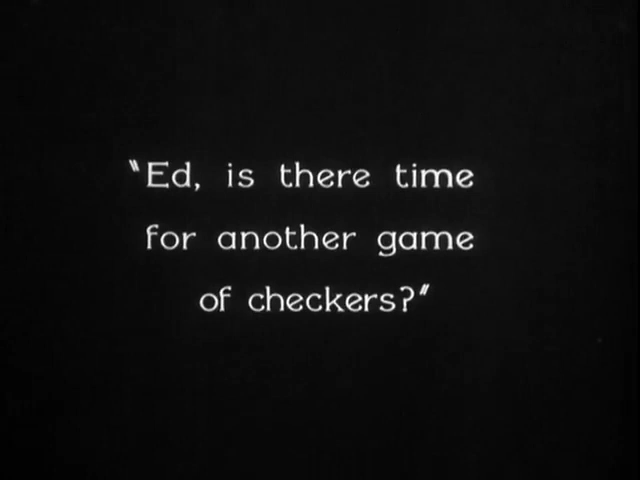 "Ed, is there time
for another game
of checkers?"